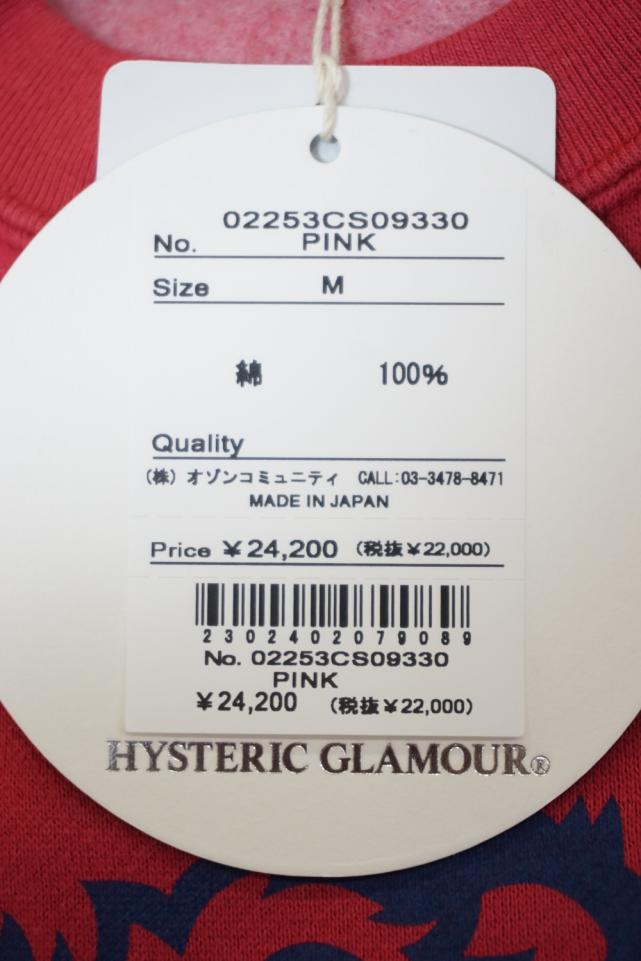 02253CS09330
No. PINK
Size M
綿 100%
Quality
(株) オゾンコミュニティ CALL:03-3478-8471
MADE IN JAPAN
Price ¥24,200 (税抜¥22,000)
2302402079089
No. 02253CS09330
PINK
¥24,200 (税抜¥22,000)
HYSTERIC GLAMOUR®